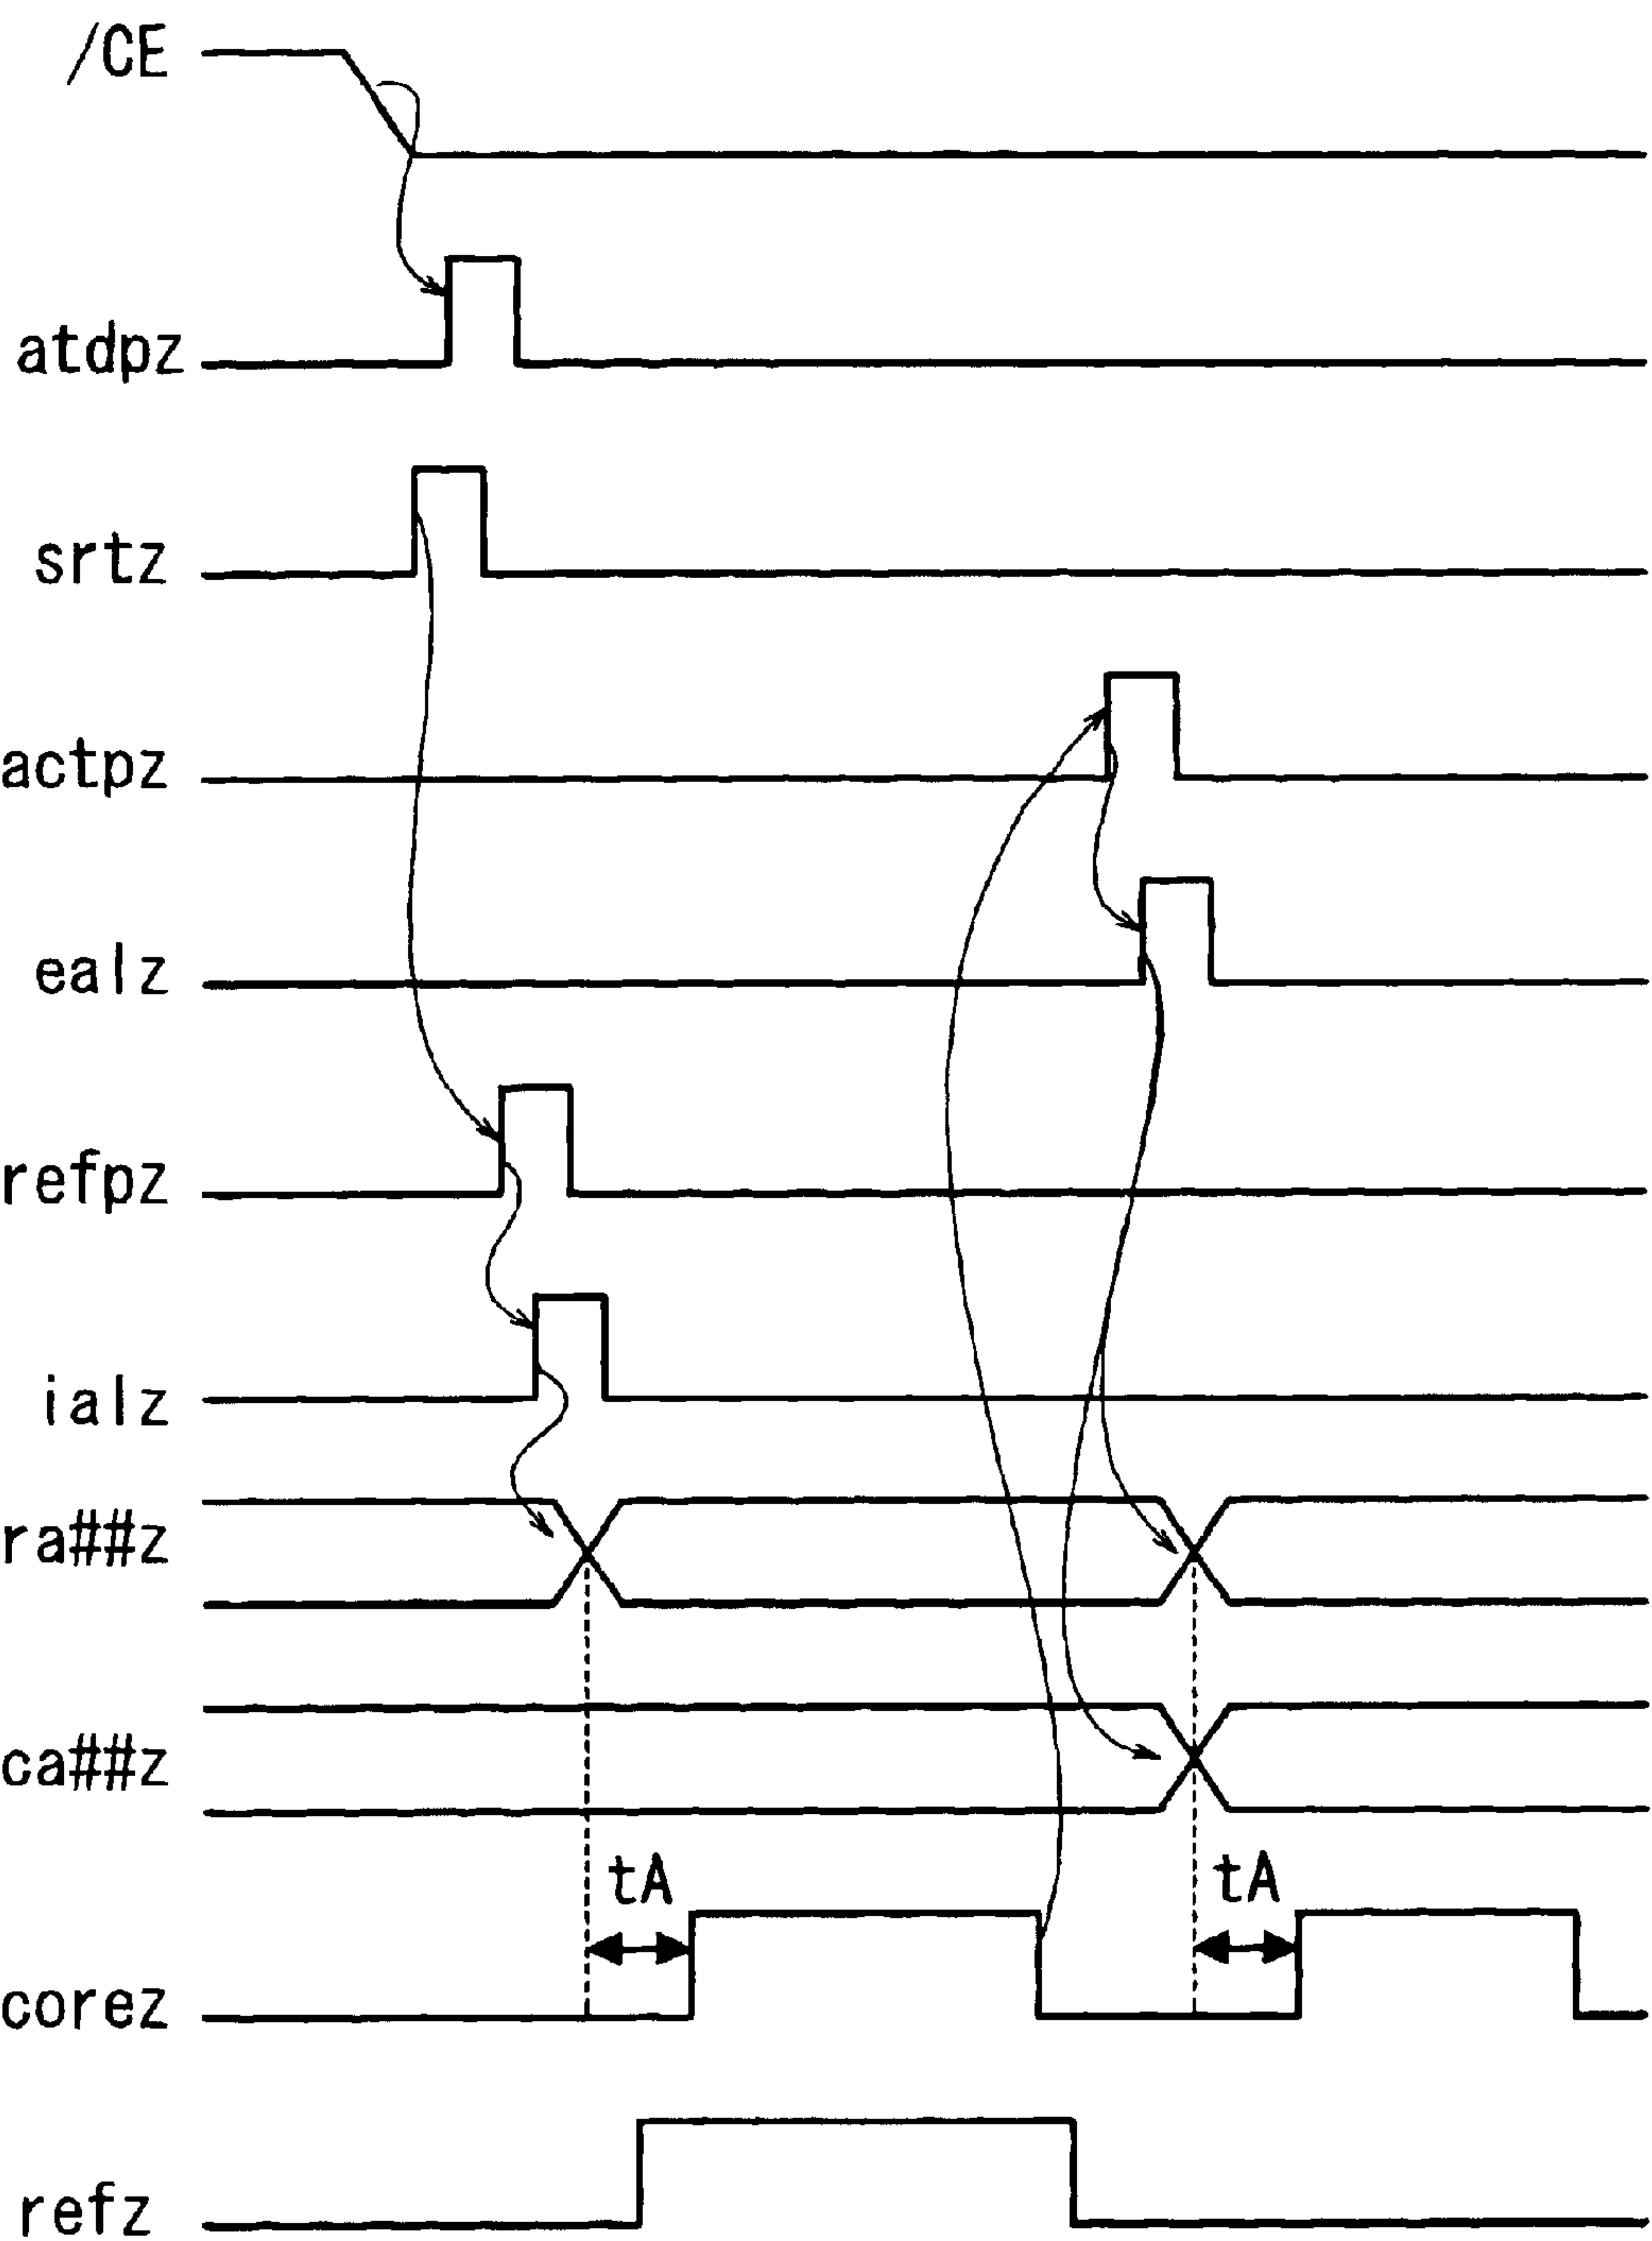 /CE
atdpz
srtz
actpz
ealz
refpz
ialz
ra##z
ca##z
tA tA
corez
refz